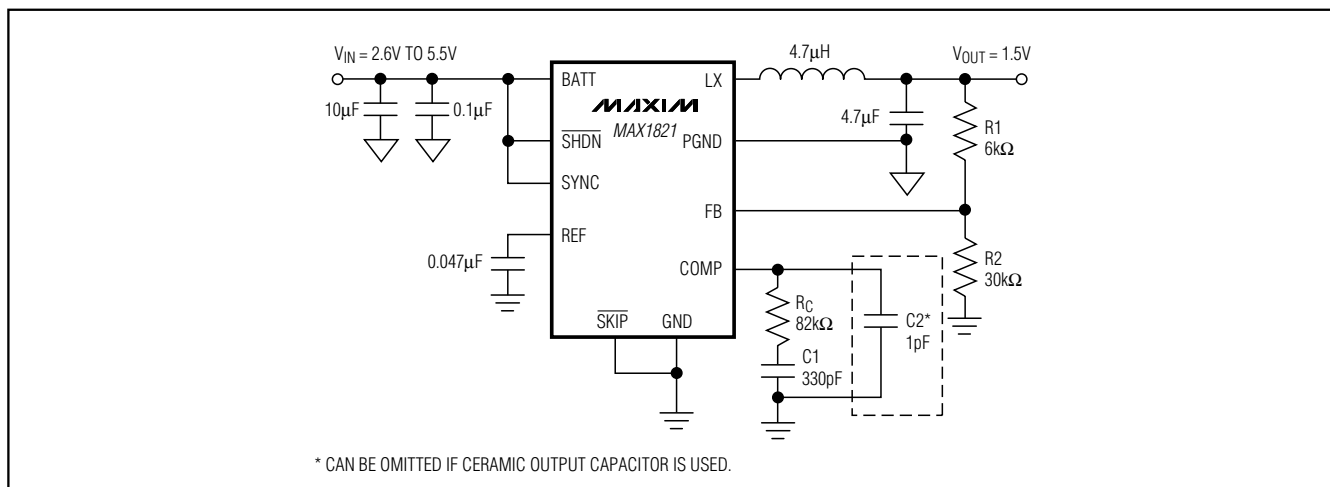 V_IN = 2.6V TO 5.5V
10μF
0.1μF
BATT
SHDN
SYNC
REF
0.047μF
SKIP
GND
MAXIM
MAX1821
LX
PGND
FB
COMP
4.7μH
V_OUT = 1.5V
4.7μF
R1
6kΩ
R2
30kΩ
R_C
82kΩ
C1
330pF
C2*
1pF
* CAN BE OMITTED IF CERAMIC OUTPUT CAPACITOR IS USED.